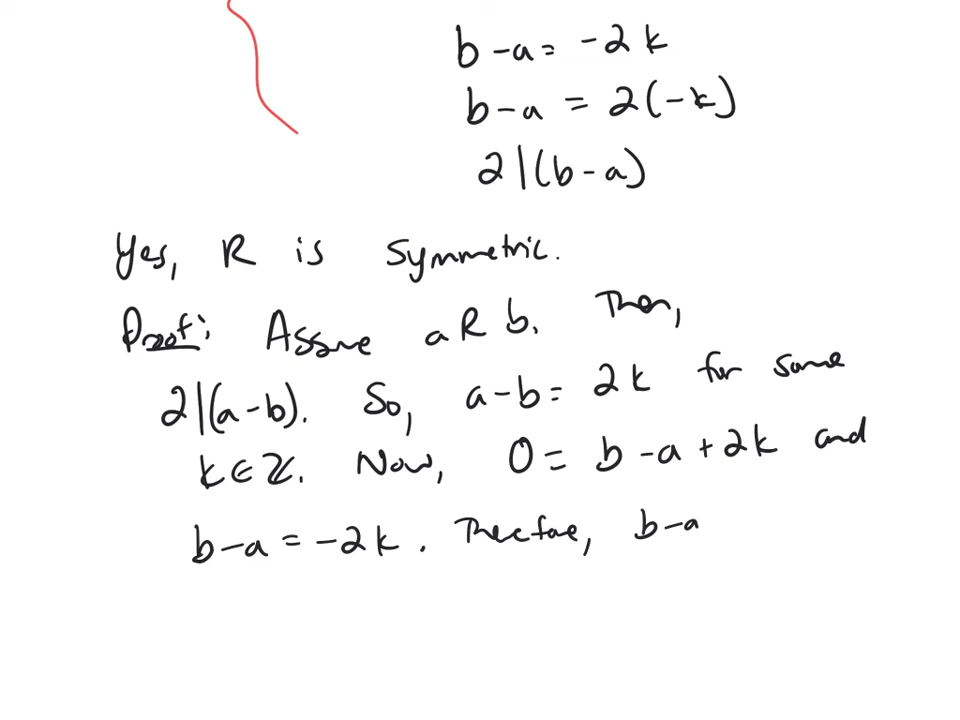 b - a = -2k
b - a = 2(-k)
2 | (b - a)
Yes, R is symmetric.
Proof: Assume a R b. Then,
2 | (a - b). So, a - b = 2k for some
k ∈ ℤ. Now, 0 = b - a + 2k and
b - a = -2k. Therefore, b - a